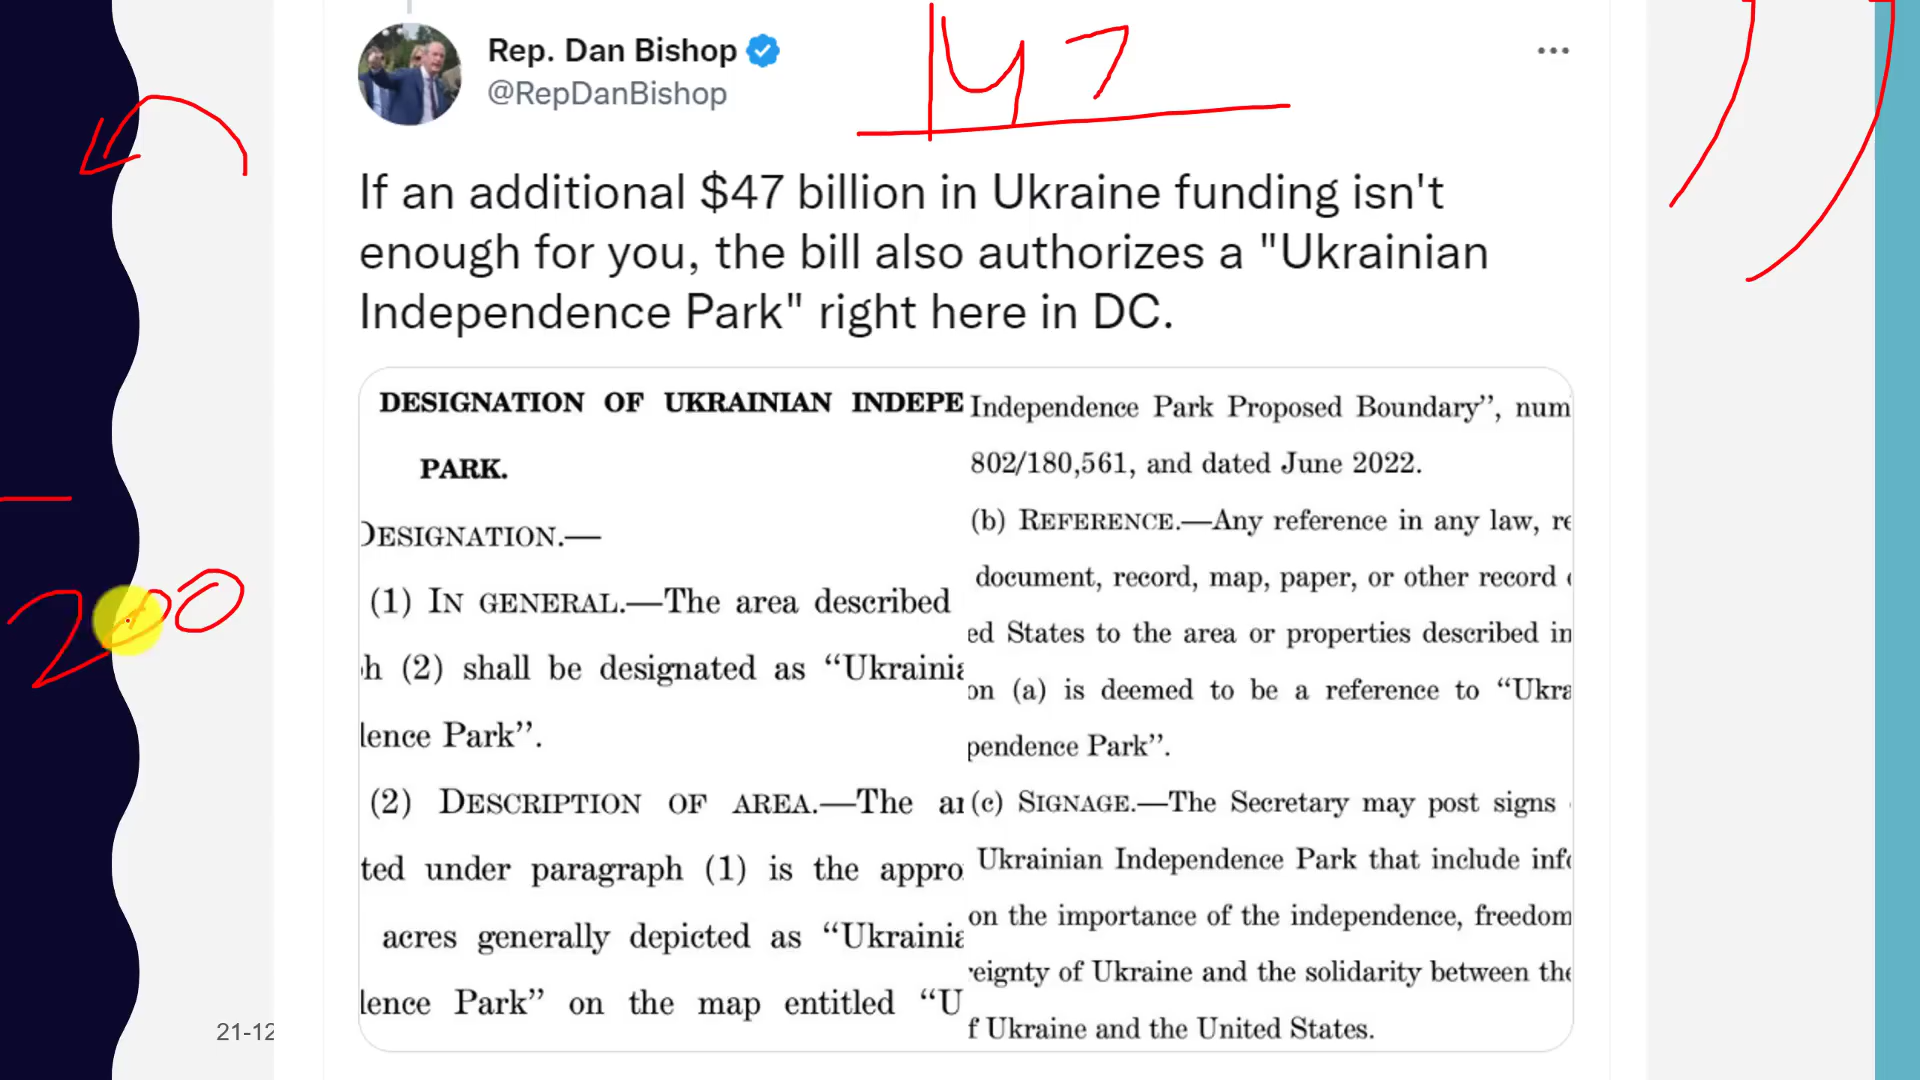 Rep. Dan Bishop
@RepDanBishop
47
If an additional $47 billion in Ukraine funding isn't
enough for you, the bill also authorizes a "Ukrainian
Independence Park" right here in DC.
DESIGNATION OF UKRAINIAN INDEPE
PARK.
DESIGNATION.—
(1) IN GENERAL.—The area described
h (2) shall be designated as “Ukrainia
lence Park”.
(2) DESCRIPTION OF AREA.—The ar
ted under paragraph (1) is the appro
acres generally depicted as “Ukrainia
lence Park” on the map entitled “U
Independence Park Proposed Boundary”, num
802/180,561, and dated June 2022.
(b) REFERENCE.—Any reference in any law, re
document, record, map, paper, or other record
ed States to the area or properties described in
on (a) is deemed to be a reference to “Ukra
pendence Park”.
(c) SIGNAGE.—The Secretary may post signs
Ukrainian Independence Park that include info
on the importance of the independence, freedom
reignty of Ukraine and the solidarity between the
f Ukraine and the United States.
200
21-12